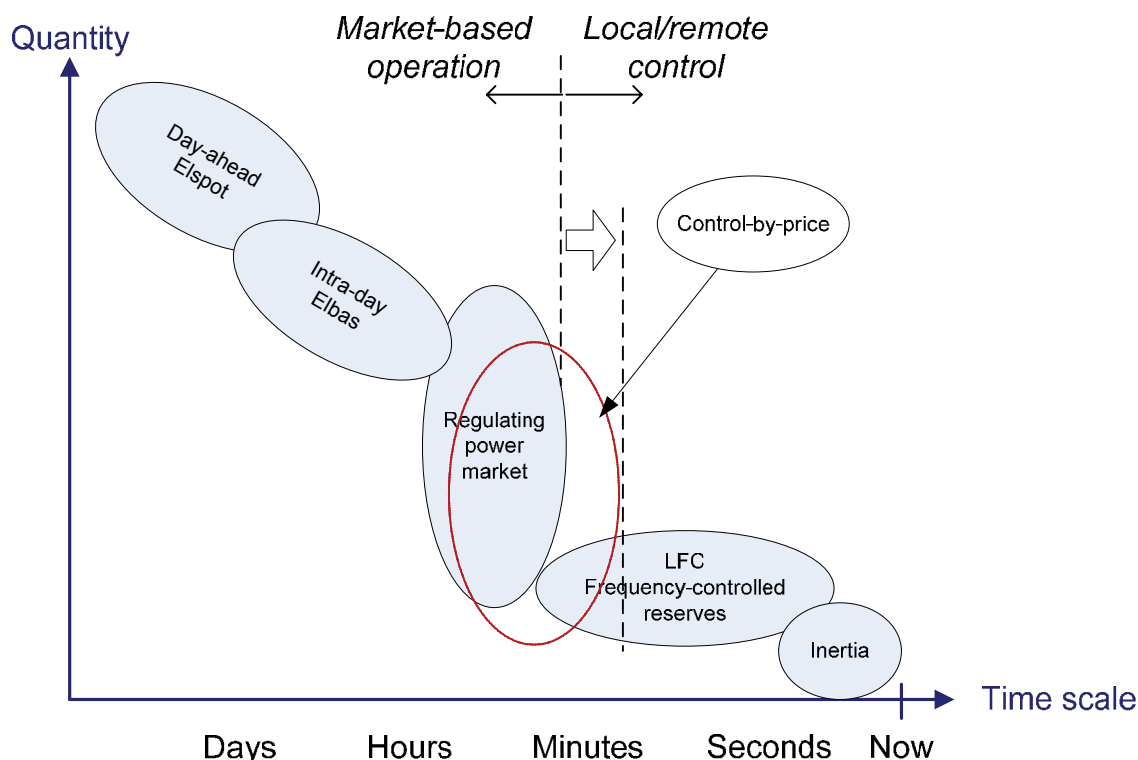 Quantity
Market-based
operation
Local/remote
control
Day-ahead
Elspot
Control-by-price
Intra-day
Elbas
Regulating
power
market
LFC
Frequency-controlled
reserves
Inertia
Time scale
Days
Hours
Minutes
Seconds
Now